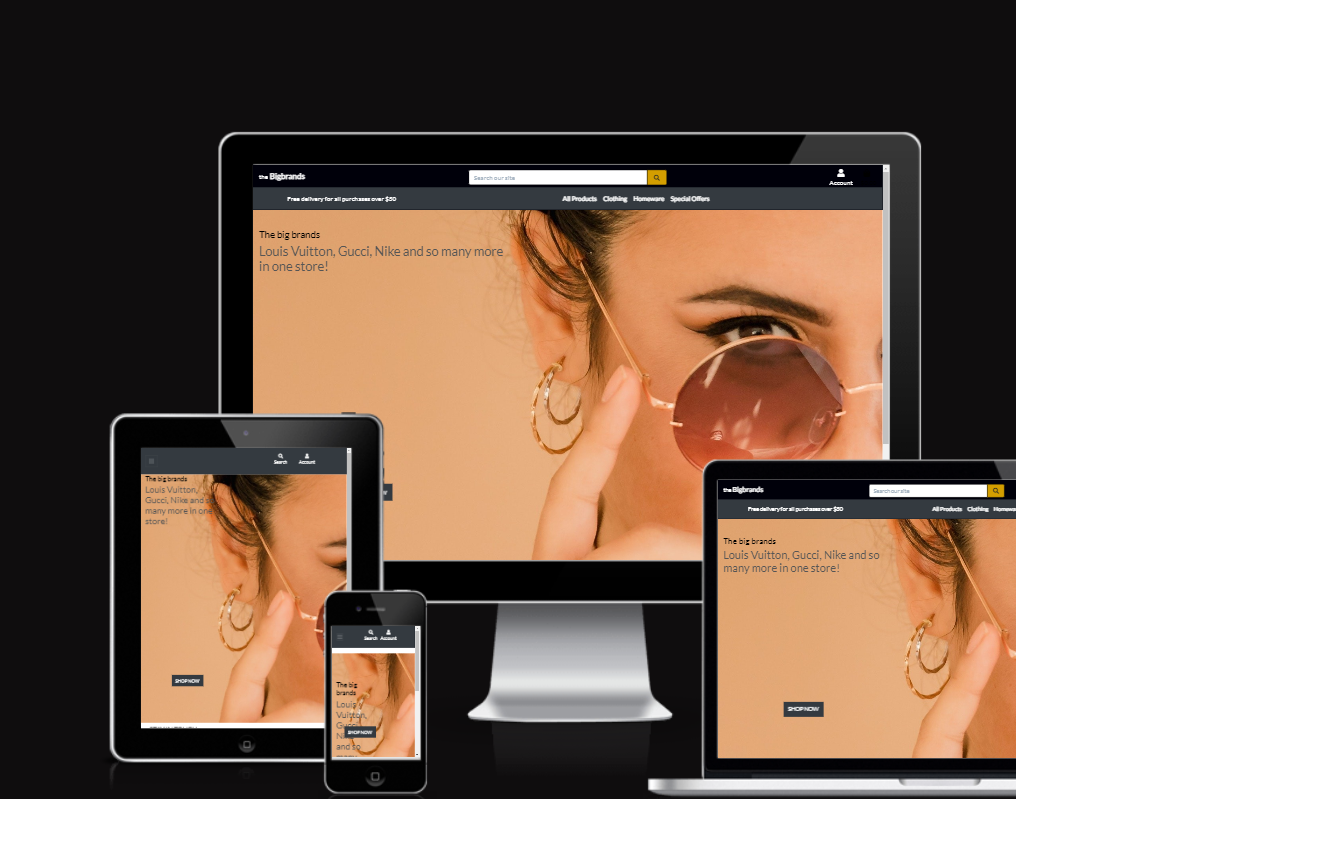 the Bigbrands
Search our site
Account
Free delivery for all purchases over $50
All Products Clothing Homeware Special Offers
The big brands
Louis Vuitton, Gucci, Nike and so many more
in one store!
Search Account
The big brands
Louis Vuitton,
Gucci, Nike and so
many more in one
store!
SHOP NOW
Search Account
The big
brands
Louis
Vuitton,
and so
SHOP NOW
the Bigbrands
Search our site
Free delivery for all purchases over $50
All Products Clothing
The big brands
Louis Vuitton, Gucci, Nike and so
many more in one store!
SHOP NOW